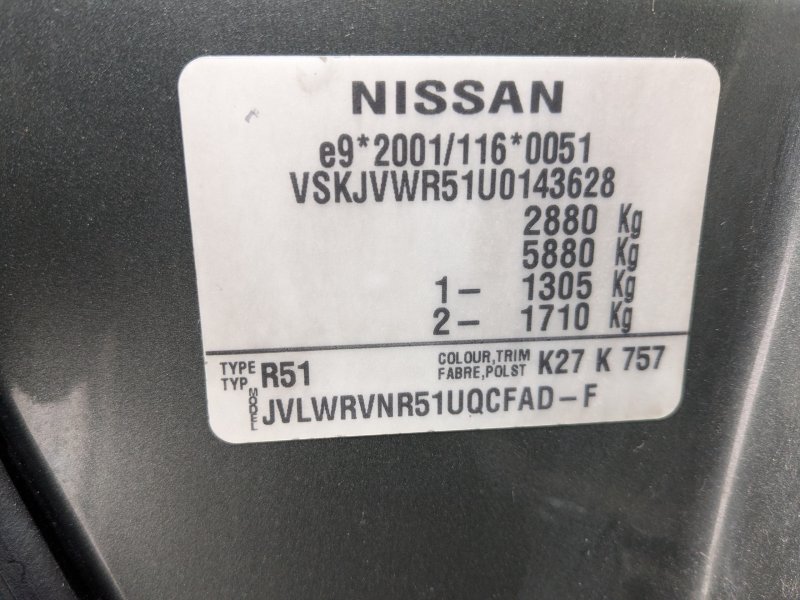 NISSAN
e9*2001/116*0051
VSKJVWR51U0143628
2880 Kg
5880 Kg
1- 1305 Kg
2- 1710 Kg
TYPE TYP R51 COLOUR,TRIM FABRE,POLST K27 K 757
MODEL JVLWRVNR51UQCFAD-F